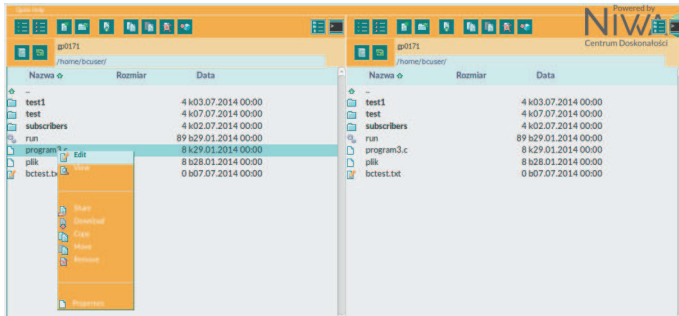 Powered by
NIWA
Centrum Doskonałości
gp0171
/home/bcuser/
Nazwa Rozmiar Data
..
test1 4 k03.07.2014 00:00
test 4 k07.07.2014 00:00
subscribers 4 k02.07.2014 00:00
run 89 b29.01.2014 00:00
program3.c 8 k29.01.2014 00:00
plik 8 b28.01.2014 00:00
bctest.tx 0 b07.07.2014 00:00
Edit
View
Share
Download
Copy
Move
Remove
Properties
gp0171
/home/bcuser/
Nazwa Rozmiar Data
..
test1 4 k03.07.2014 00:00
test 4 k07.07.2014 00:00
subscribers 4 k02.07.2014 00:00
run 89 b29.01.2014 00:00
program3.c 8 k29.01.2014 00:00
plik 8 b28.01.2014 00:00
bctest.txt 0 b07.07.2014 00:00